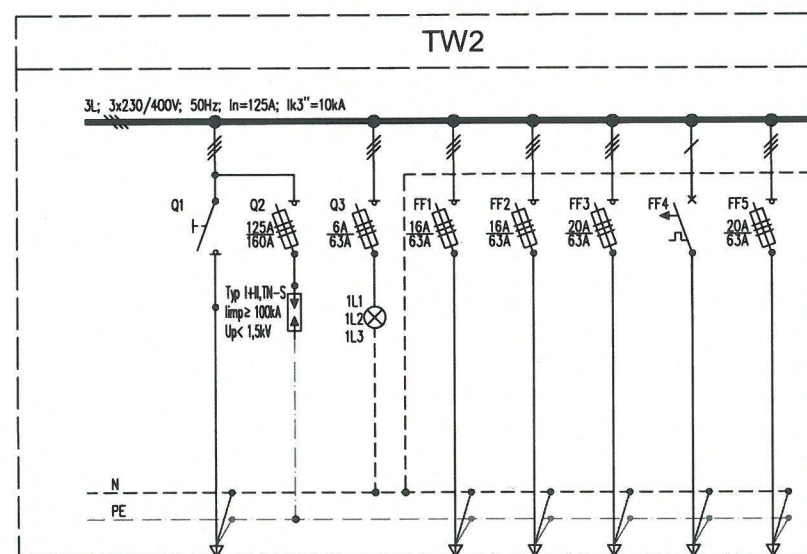 TW2
3L; 3x230/400V; 50Hz; In=125A; Ik3''=10kA
Q1
Q2
125A
160A
Q3
6A
63A
FF1
16A
63A
FF2
16A
63A
FF3
20A
63A
FF4
FF5
20A
63A
Typ I+II,TN-S
Iimp≥ 100kA
Up< 1,5kV
1L1
1L2
1L3
N
PE